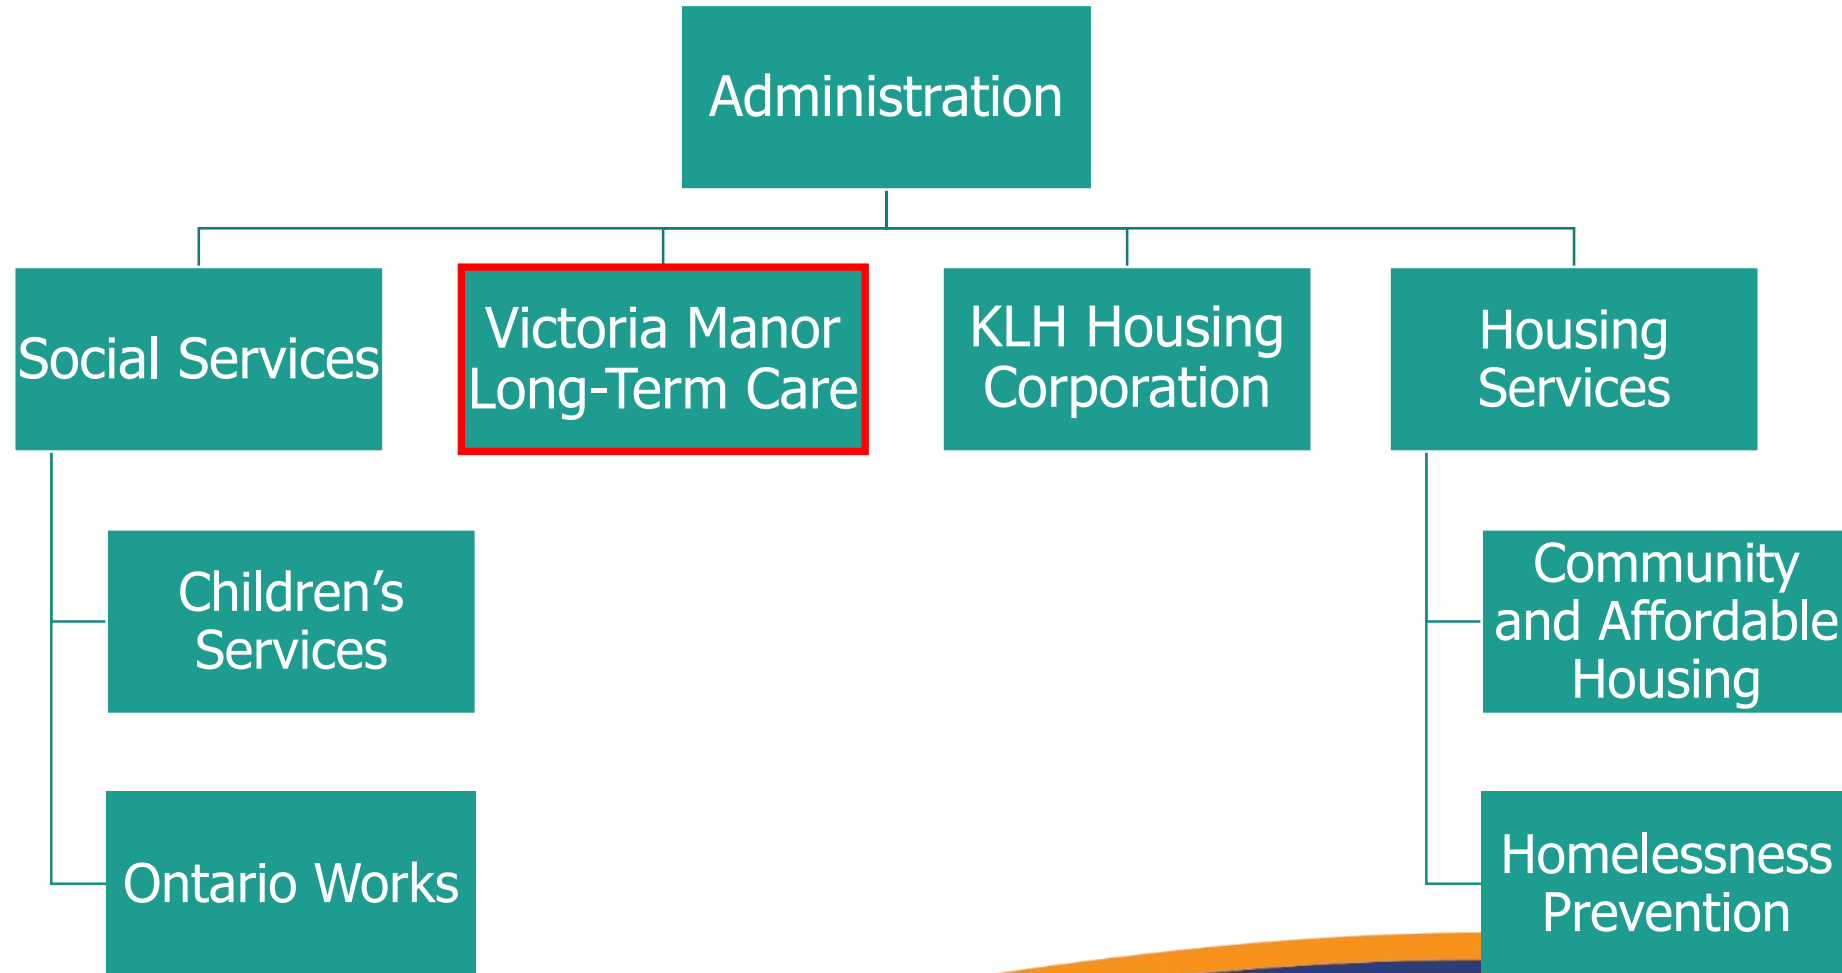 Administration
Social Services
Victoria Manor
Long-Term Care
KLH Housing
Corporation
Housing
Services
Children’s
Services
Ontario Works
Community
and Affordable
Housing
Homelessness
Prevention